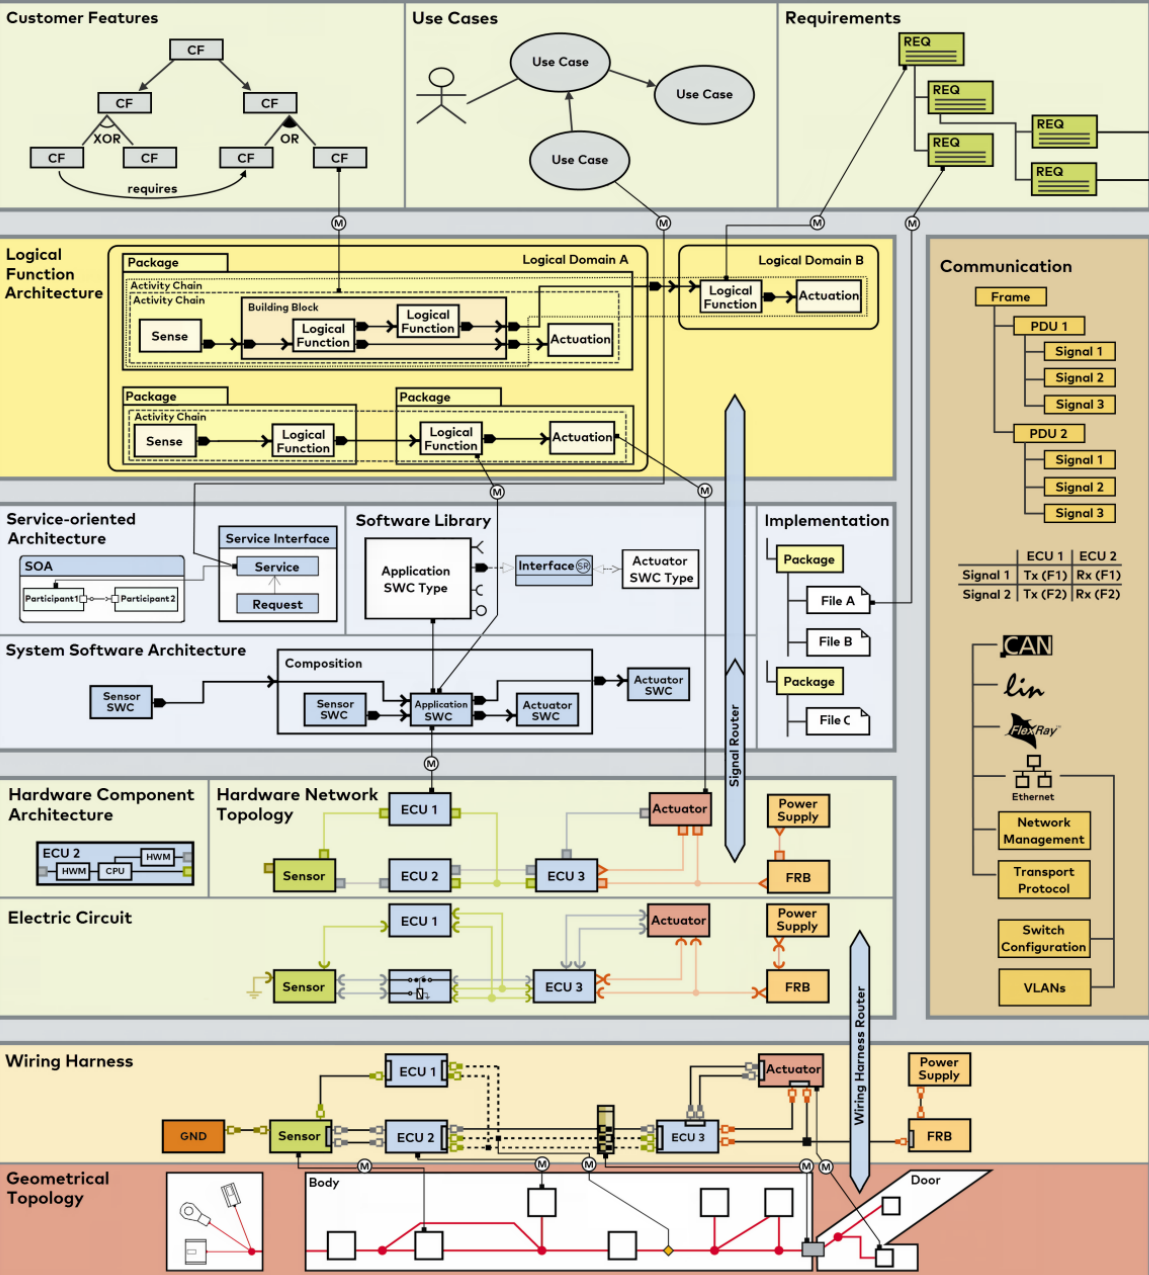 Customer Features
CF
CF
CF
XOR
OR
CF
CF
CF
CF
requires
Use Cases
Use Case
Use Case
Use Case
Requirements
REQ
REQ
REQ
REQ
REQ
M
M
M
M
Logical
Function
Architecture
Package
Logical Domain A
Activity Chain
Activity Chain
Building Block
Sense
Logical
Function
Logical
Function
Actuation
Logical Domain B
Logical
Function
Actuation
Package
Activity Chain
Sense
Logical
Function
Package
Logical
Function
Actuation
M
M
Communication
Frame
PDU 1
Signal 1
Signal 2
Signal 3
PDU 2
Signal 1
Signal 2
Signal 3
ECU 1 ECU 2
Signal 1 Tx (F1) Rx (F1)
Signal 2 Tx (F2) Rx (F2)
CAN
lin
FlexRay™
Ethernet
Network
Management
Transport
Protocol
Switch
Configuration
VLANs
Service-oriented
Architecture
SOA
Participant1
Participant2
Service Interface
Service
Request
Software Library
Application
SWC Type
Interface
SR
Actuator
SWC Type
Implementation
Package
File A
File B
Package
File C
System Software Architecture
Sensor
SWC
Composition
Sensor
SWC
Application
SWC
Actuator
SWC
Actuator
SWC
M
Signal Router
Hardware Component
Architecture
ECU 2
HWM
CPU
HWM
Hardware Network
Topology
ECU 1
Actuator
Power
Supply
Sensor
ECU 2
ECU 3
FRB
Electric Circuit
ECU 1
Actuator
Power
Supply
Sensor
ECU 3
FRB
Wiring Harness Router
Wiring Harness
ECU 1
Actuator
Power
Supply
GND
Sensor
ECU 2
ECU 3
FRB
M
M
M
M
M
Geometrical
Topology
Body
Door